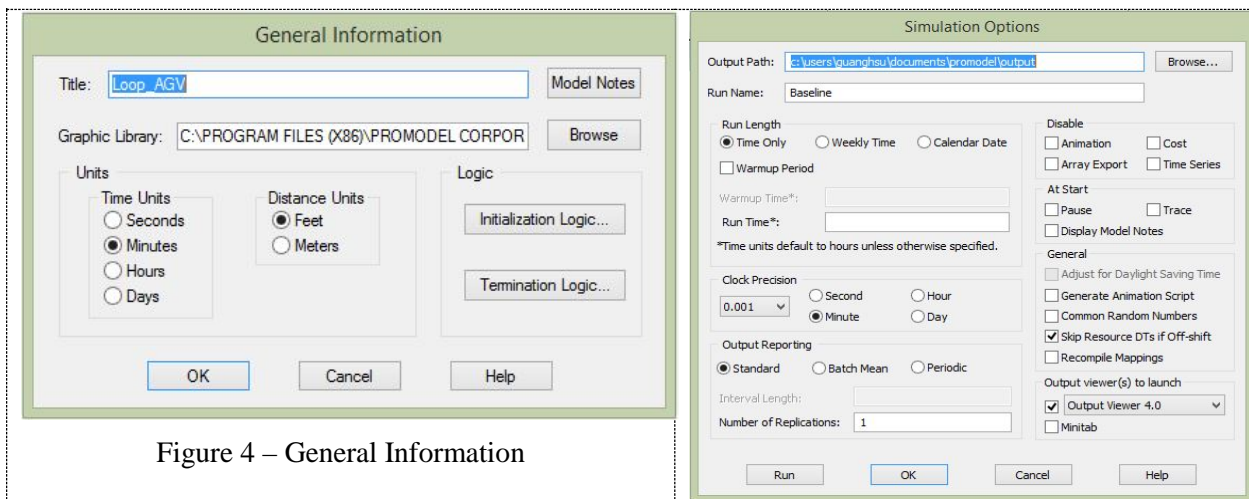 General Information
Title:
Loop_AGV
Model Notes
Graphic Library:
C:\PROGRAM FILES (X86)\PROMODEL CORPOR
Browse
Units
Time Units
Seconds
Minutes
Hours
Days
Distance Units
Feet
Meters
Logic
Initialization Logic...
Termination Logic...
OK
Cancel
Help
Figure 4 – General Information
Simulation Options
Output Path:
c:\users\guanghsu\documents\promodel\output
Browse...
Run Name:
Baseline
Run Length
Time Only
Weekly Time
Calendar Date
Warmup Period
Warmup Time*:
Run Time*:
*Time units default to hours unless otherwise specified.
Clock Precision
0.001
Second
Hour
Minute
Day
Output Reporting
Standard
Batch Mean
Periodic
Interval Length:
Number of Replications:
1
Disable
Animation
Cost
Array Export
Time Series
At Start
Pause
Trace
Display Model Notes
General
Adjust for Daylight Saving Time
Generate Animation Script
Common Random Numbers
Skip Resource DTs if Off-shift
Recompile Mappings
Output viewer(s) to launch
Output Viewer 4.0
Minitab
Run
OK
Cancel
Help